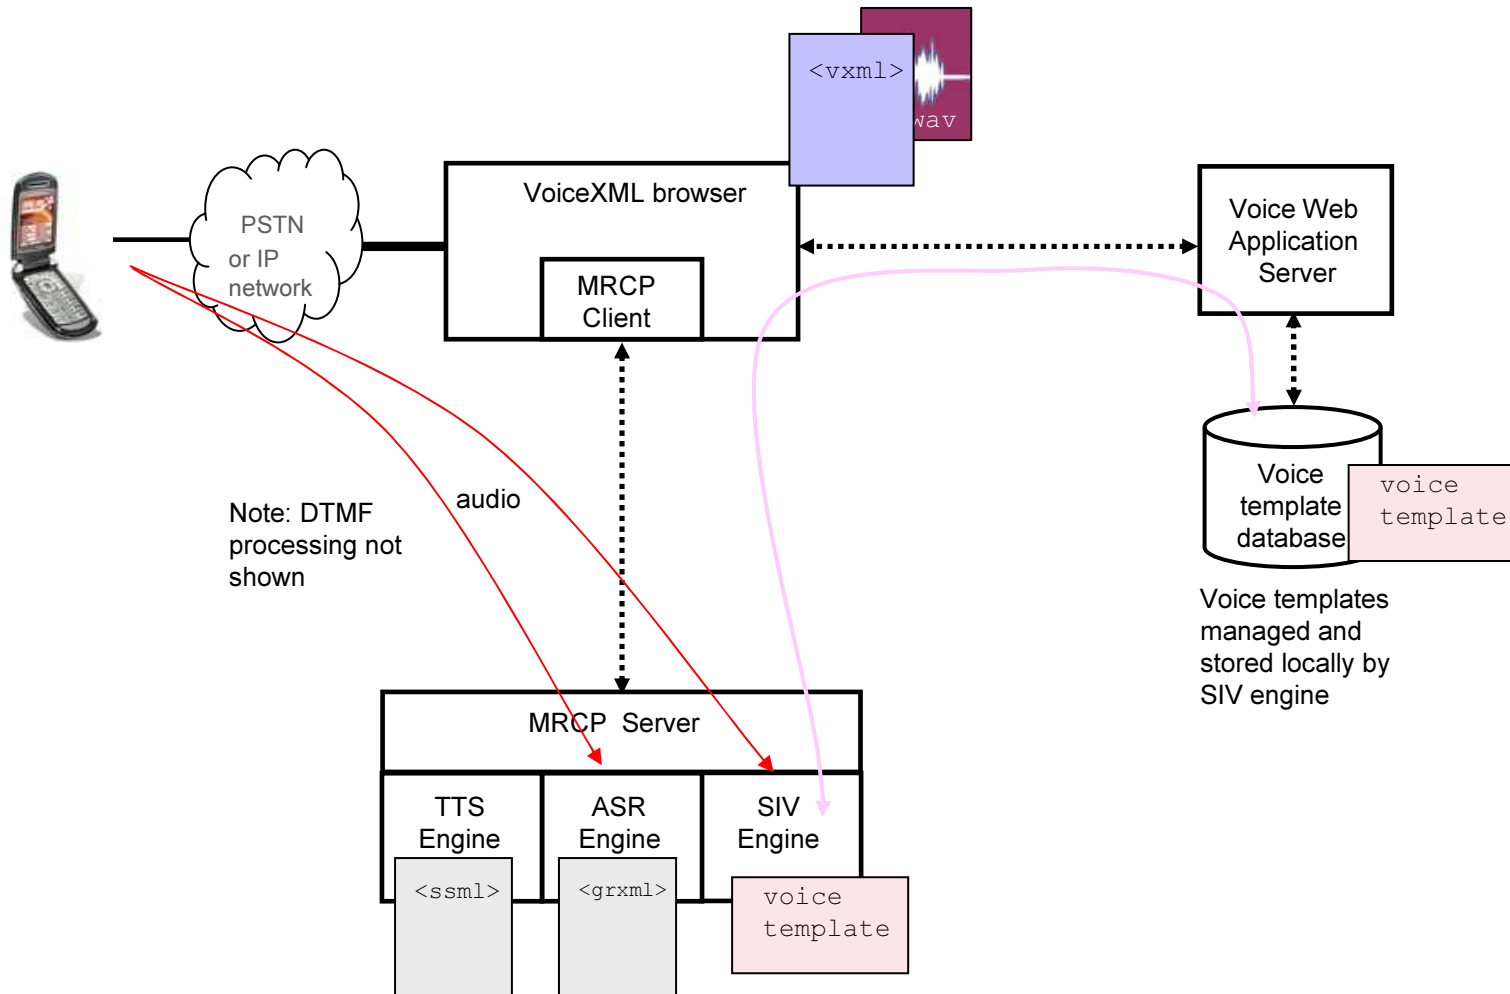 <vxml>
wav
VoiceXML browser
PSTN
or IP
network
MRCP
Client
Voice Web
Application
Server
Voice
template
database
voice
template
audio
Note: DTMF
processing not
shown
Voice templates
managed and
stored locally by
SIV engine
MRCP Server
TTS
Engine
ASR
Engine
SIV
Engine
<ssml>
<grxml>
voice
template